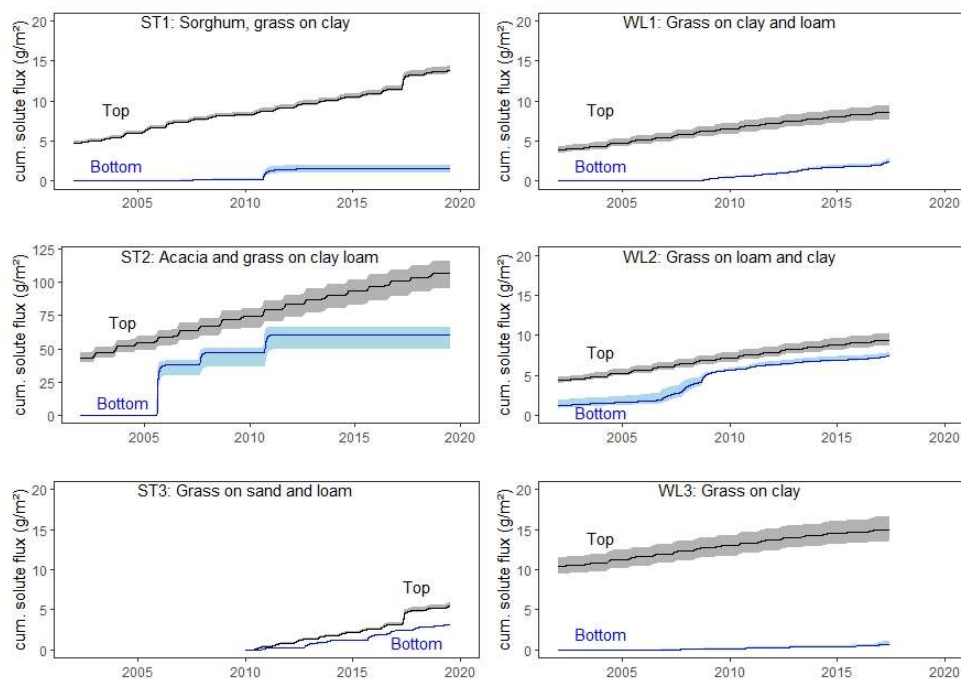 ST1: Sorghum, grass on clay
cum. solute flux (g/m²)
20
15
10
5
0
Top
Bottom
2005 2010 2015 2020
WL1: Grass on clay and loam
cum. solute flux (g/m²)
20
15
10
5
0
Top
Bottom
2005 2010 2015 2020
ST2: Acacia and grass on clay loam
cum. solute flux (g/m²)
125
100
75
50
25
0
Top
Bottom
2005 2010 2015 2020
WL2: Grass on loam and clay
cum. solute flux (g/m²)
20
15
10
5
0
Top
Bottom
2005 2010 2015 2020
ST3: Grass on sand and loam
cum. solute flux (g/m²)
20
15
10
5
0
Top
Bottom
2005 2010 2015 2020
WL3: Grass on clay
cum. solute flux (g/m²)
20
15
10
5
0
Top
Bottom
2005 2010 2015 2020